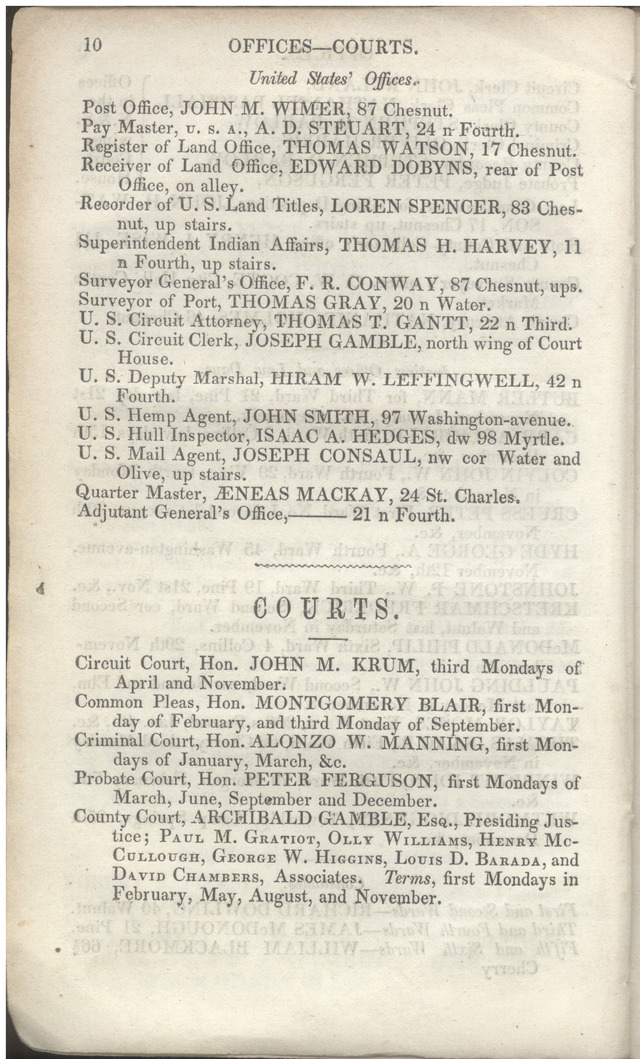 10 OFFICES—COURTS.
United States' Offices.
Post Office, JOHN M. WIMER, 87 Chesnut.
Pay Master, U. S. A., A. D. STEUART, 24 n Fourth.
Register of Land Office, THOMAS WATSON, 17 Chesnut.
Receiver of Land Office, EDWARD DOBYNS, rear of Post
Office, on alley.
Recorder of U. S. Land Titles, LOREN SPENCER, 83 Ches-
nut, up stairs.
Superintendent Indian Affairs, THOMAS H. HARVEY, 11
n Fourth, up stairs.
Surveyor General's Office, F. R. CONWAY, 87 Chesnut, ups.
Surveyor of Port, THOMAS GRAY, 20 n Water.
U. S. Circuit Attorney, THOMAS T. GANTT, 22 n Third.
U. S. Circuit Clerk, JOSEPH GAMBLE, north wing of Court
House.
U. S. Deputy Marshal, HIRAM W. LEFFINGWELL, 42 n
Fourth.
U. S. Hemp Agent, JOHN SMITH, 97 Washington-avenue.
U. S. Hull Inspector, ISAAC A. HEDGES, dw 98 Myrtle.
U. S. Mail Agent, JOSEPH CONSAUL, nw cor Water and
Olive, up stairs.
Quarter Master, ÆNEAS MACKAY, 24 St. Charles.
Adjutant General's Office,——— 21 n Fourth.
COURTS.
Circuit Court, Hon. JOHN M. KRUM, third Mondays of
April and November.
Common Pleas, Hon. MONTGOMERY BLAIR, first Mon-
day of February, and third Monday of September.
Criminal Court, Hon. ALONZO W. MANNING, first Mon-
days of January, March, &c.
Probate Court, Hon. PETER FERGUSON, first Mondays of
March, June, September and December.
County Court, ARCHIBALD GAMBLE, Esq., Presiding Jus-
tice; Paul M. Gratiot, Olly Williams, Henry Mc-
Cullough, George W. Higgins, Louis D. Barada, and
David Chambers, Associates. Terms, first Mondays in
February, May, August, and November.